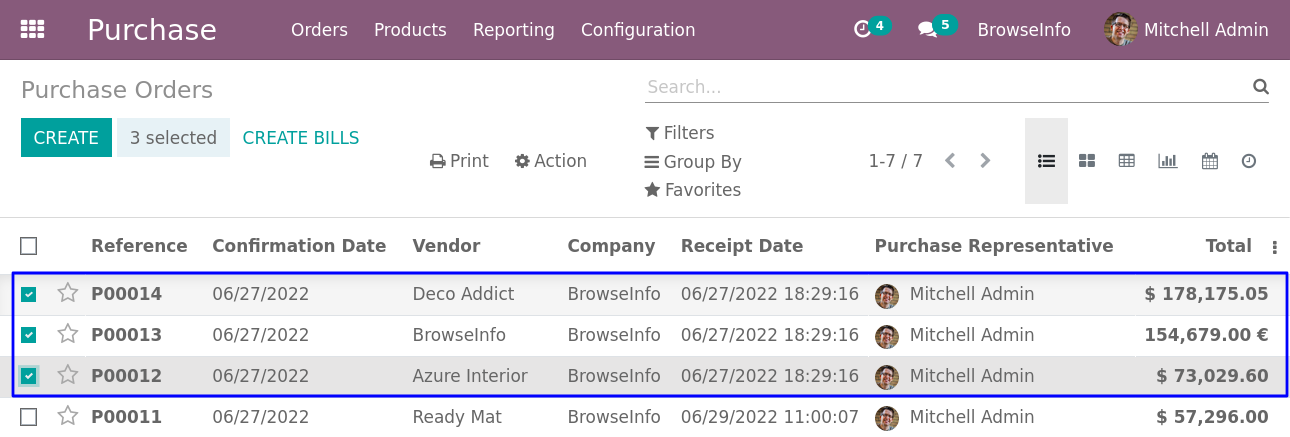 Purchase Orders Products Reporting Configuration 4 5 BrowseInfo Mitchell Admin
Purchase Orders Search...
CREATE 3 selected CREATE BILLS
Print Action
Filters
Group By
Favorites
1-7 / 7
Reference Confirmation Date Vendor Company Receipt Date Purchase Representative Total
P00014 06/27/2022 Deco Addict BrowseInfo 06/27/2022 18:29:16 Mitchell Admin $ 178,175.05
P00013 06/27/2022 BrowseInfo BrowseInfo 06/27/2022 18:29:16 Mitchell Admin 154,679.00 €
P00012 06/27/2022 Azure Interior BrowseInfo 06/27/2022 18:29:16 Mitchell Admin $ 73,029.60
P00011 06/27/2022 Ready Mat BrowseInfo 06/29/2022 11:00:07 Mitchell Admin $ 57,296.00